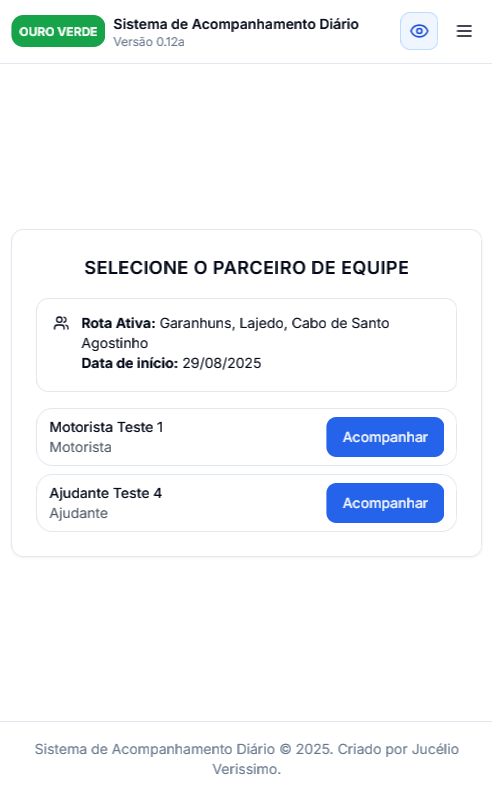 OURO VERDE
Sistema de Acompanhamento Diário
Versão 0.12a
SELECIONE O PARCEIRO DE EQUIPE
Rota Ativa: Garanhuns, Lajedo, Cabo de Santo
Agostinho
Data de início: 29/08/2025
Motorista Teste 1
Motorista
Acompanhar
Ajudante Teste 4
Ajudante
Acompanhar
Sistema de Acompanhamento Diário © 2025. Criado por Jucélio
Verissimo.